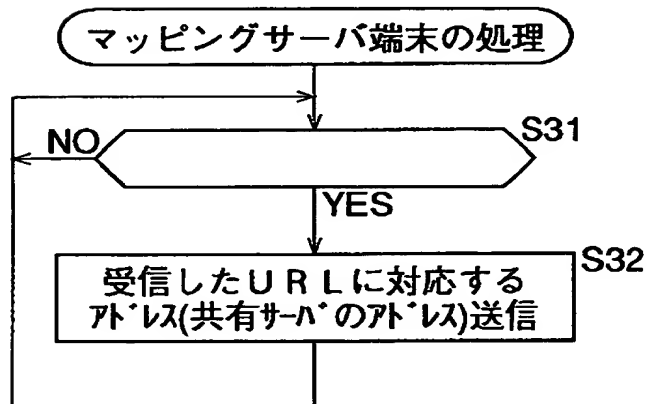 マッピングサーバ端末の処理
NO
S31
YES
S32
受信したＵＲＬに対応する
ｱﾄﾞﾚｽ(共有ｻｰﾊﾞのｱﾄﾞﾚｽ)送信